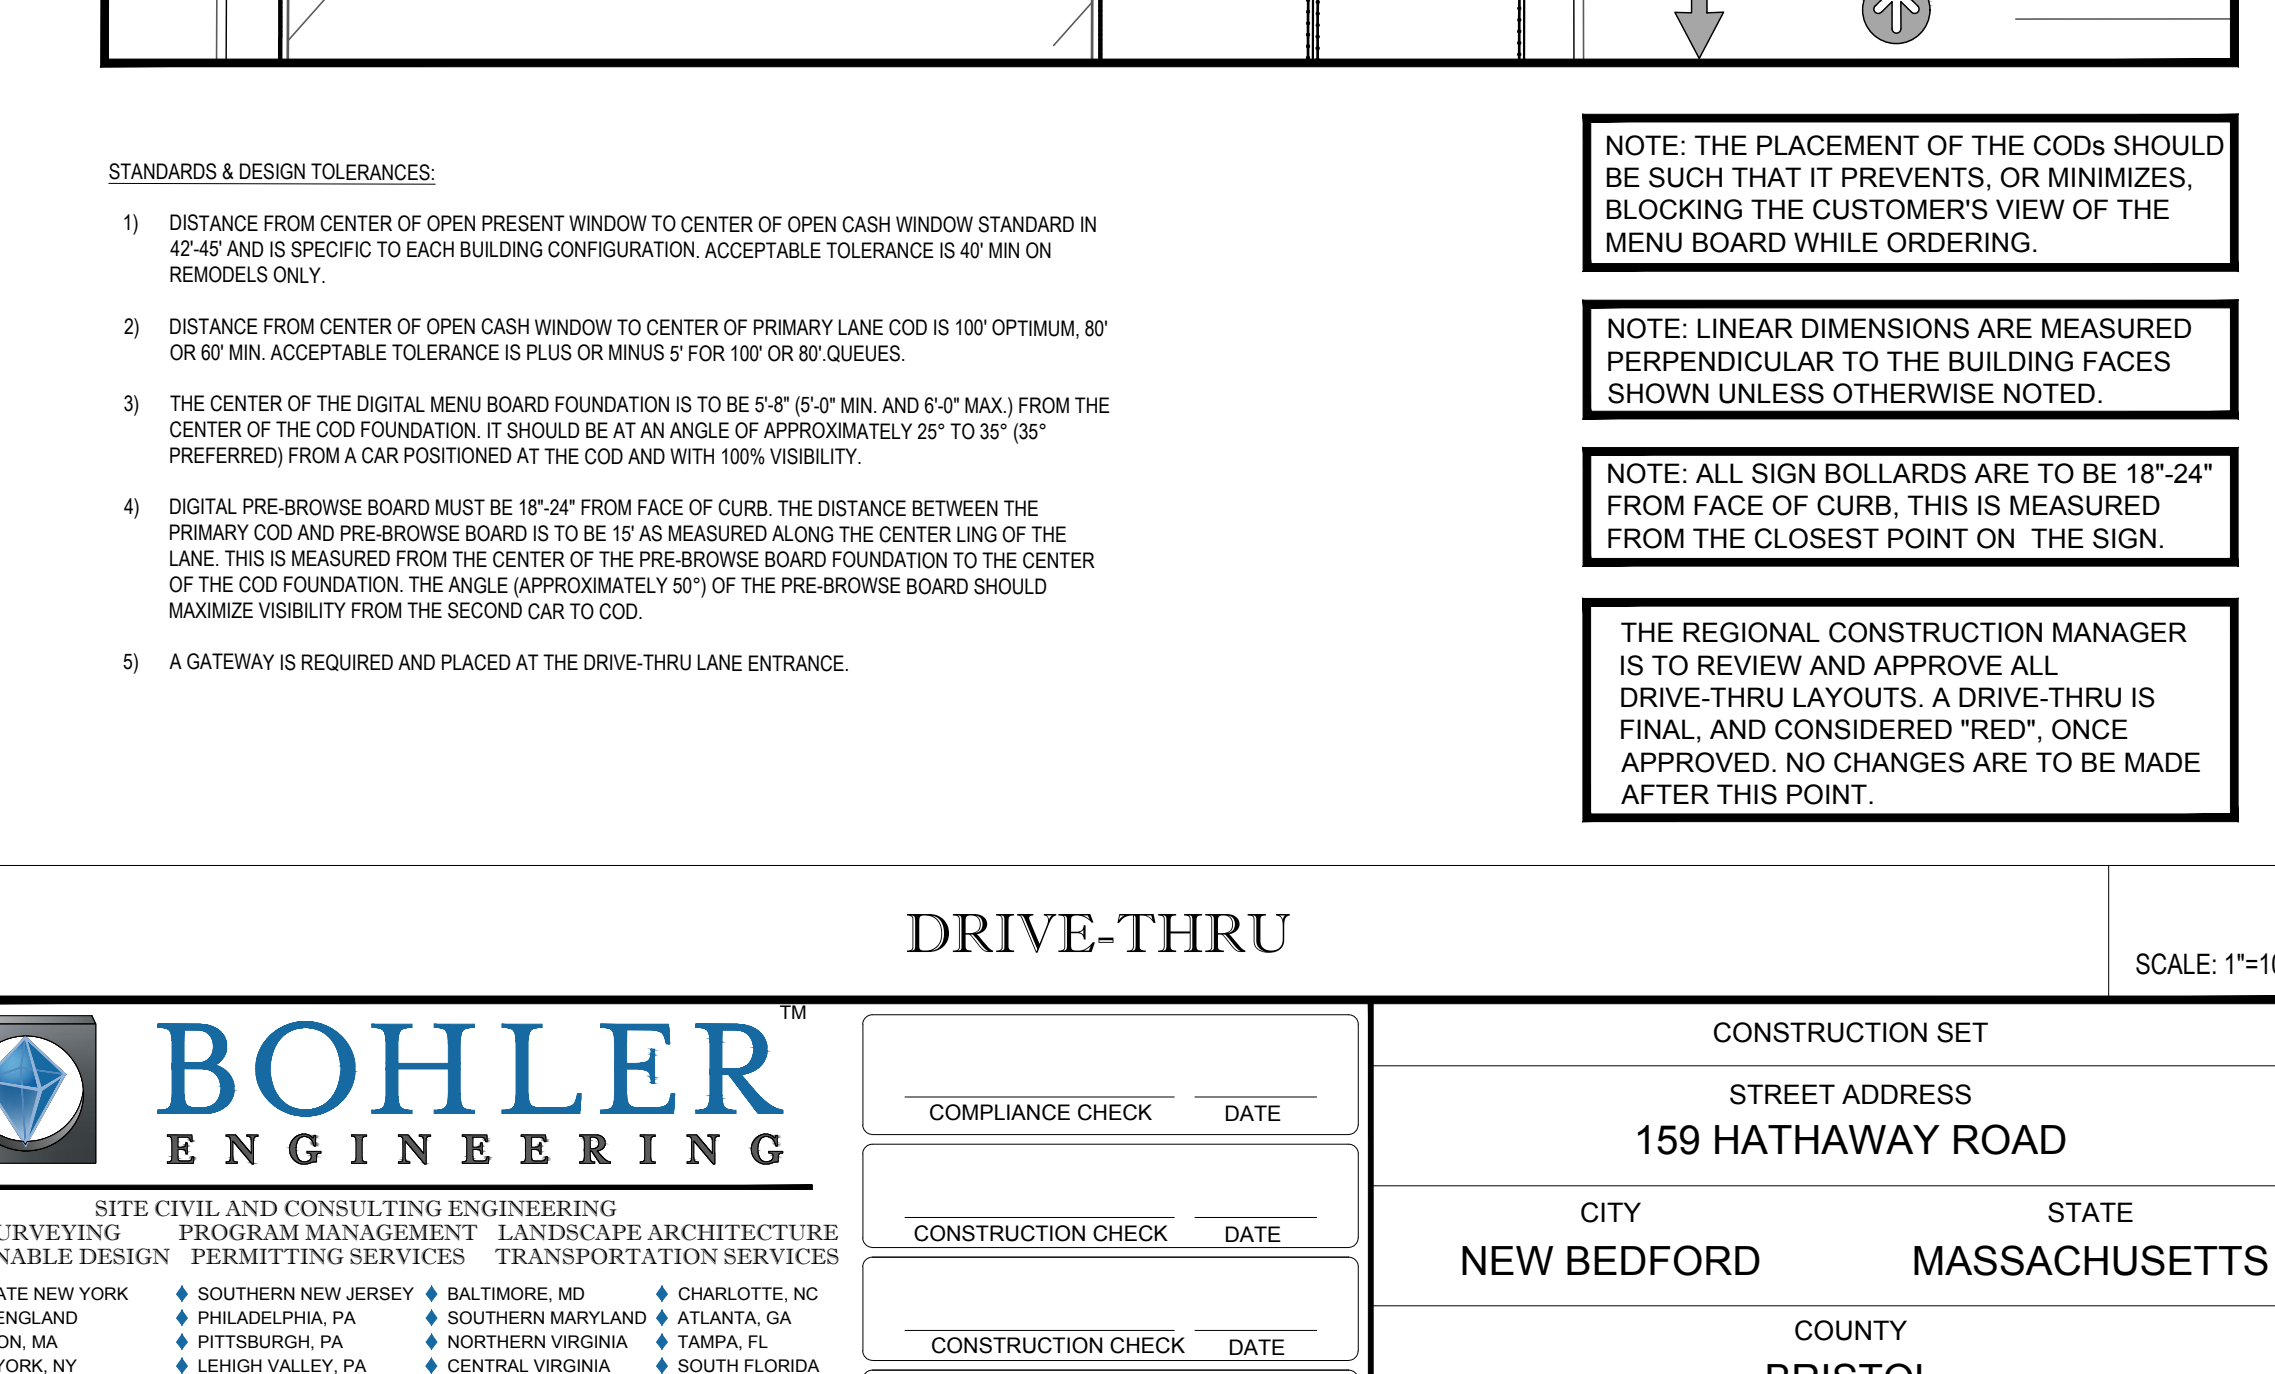 STANDARDS & DESIGN TOLERANCES:
1) DISTANCE FROM CENTER OF OPEN PRESENT WINDOW TO CENTER OF OPEN CASH WINDOW STANDARD IN
42'-45' AND IS SPECIFIC TO EACH BUILDING CONFIGURATION. ACCEPTABLE TOLERANCE IS 40' MIN ON
REMODELS ONLY.
2) DISTANCE FROM CENTER OF OPEN CASH WINDOW TO CENTER OF PRIMARY LANE COD IS 100' OPTIMUM, 80'
OR 60' MIN. ACCEPTABLE TOLERANCE IS PLUS OR MINUS 5' FOR 100' OR 80'.QUEUES.
3) THE CENTER OF THE DIGITAL MENU BOARD FOUNDATION IS TO BE 5'-8" (5'-0" MIN. AND 6'-0" MAX.) FROM THE
CENTER OF THE COD FOUNDATION. IT SHOULD BE AT AN ANGLE OF APPROXIMATELY 25° TO 35° (35°
PREFERRED) FROM A CAR POSITIONED AT THE COD AND WITH 100% VISIBILITY.
4) DIGITAL PRE-BROWSE BOARD MUST BE 18"-24" FROM FACE OF CURB. THE DISTANCE BETWEEN THE
PRIMARY COD AND PRE-BROWSE BOARD IS TO BE 15' AS MEASURED ALONG THE CENTER LING OF THE
LANE. THIS IS MEASURED FROM THE CENTER OF THE PRE-BROWSE BOARD FOUNDATION TO THE CENTER
OF THE COD FOUNDATION. THE ANGLE (APPROXIMATELY 50°) OF THE PRE-BROWSE BOARD SHOULD
MAXIMIZE VISIBILITY FROM THE SECOND CAR TO COD.
5) A GATEWAY IS REQUIRED AND PLACED AT THE DRIVE-THRU LANE ENTRANCE.
NOTE: THE PLACEMENT OF THE CODs SHOULD
BE SUCH THAT IT PREVENTS, OR MINIMIZES,
BLOCKING THE CUSTOMER'S VIEW OF THE
MENU BOARD WHILE ORDERING.
NOTE: LINEAR DIMENSIONS ARE MEASURED
PERPENDICULAR TO THE BUILDING FACES
SHOWN UNLESS OTHERWISE NOTED.
NOTE: ALL SIGN BOLLARDS ARE TO BE 18"-24"
FROM FACE OF CURB, THIS IS MEASURED
FROM THE CLOSEST POINT ON THE SIGN.
THE REGIONAL CONSTRUCTION MANAGER
IS TO REVIEW AND APPROVE ALL
DRIVE-THRU LAYOUTS. A DRIVE-THRU IS
FINAL, AND CONSIDERED "RED", ONCE
APPROVED. NO CHANGES ARE TO BE MADE
AFTER THIS POINT.
DRIVE-THRU
SCALE: 1"=10
BOHLER TM
ENGINEERING
SITE CIVIL AND CONSULTING ENGINEERING
URVEYING PROGRAM MANAGEMENT LANDSCAPE ARCHITECTURE
NABLE DESIGN PERMITTING SERVICES TRANSPORTATION SERVICES
ATE NEW YORK SOUTHERN NEW JERSEY BALTIMORE, MD CHARLOTTE, NC
ENGLAND PHILADELPHIA, PA SOUTHERN MARYLAND ATLANTA, GA
ON, MA PITTSBURGH, PA NORTHERN VIRGINIA TAMPA, FL
YORK, NY LEHIGH VALLEY, PA CENTRAL VIRGINIA SOUTH FLORIDA
COMPLIANCE CHECK DATE
CONSTRUCTION CHECK DATE
CONSTRUCTION CHECK DATE
CONSTRUCTION SET
STREET ADDRESS
159 HATHAWAY ROAD
CITY STATE
NEW BEDFORD MASSACHUSETTS
COUNTY
BRISTOL